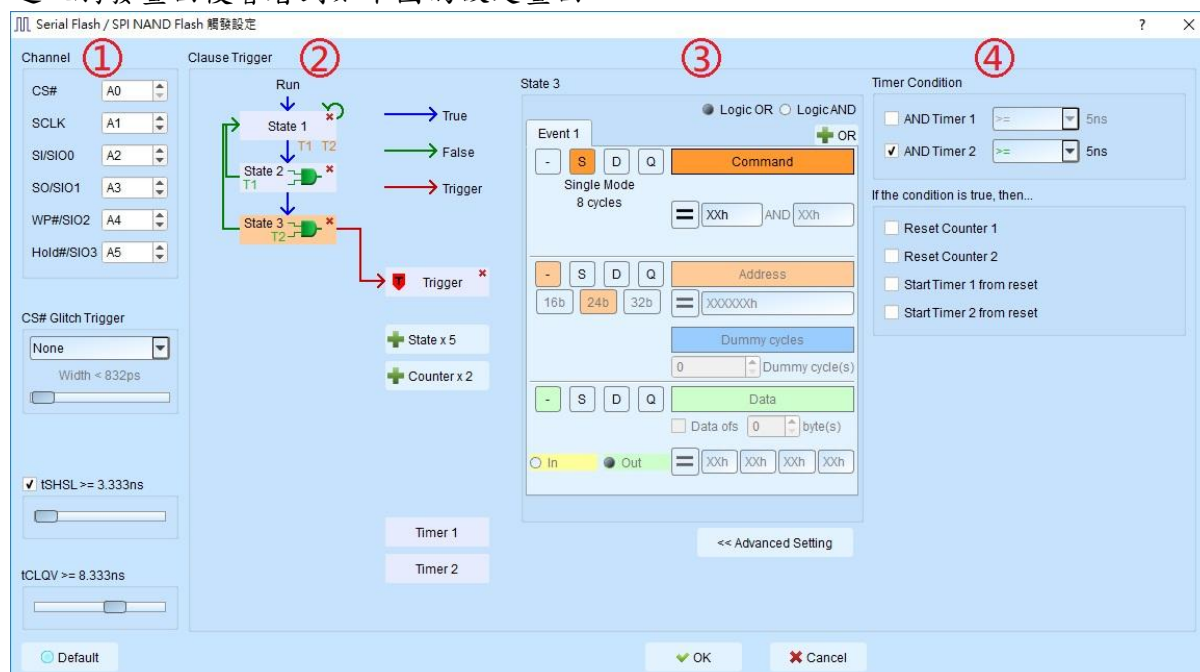 Serial Flash / SPI NAND Flash 觸發設定
? X
Channel ①
CS# A0
SCLK A1
SI/SIO0 A2
SO/SIO1 A3
WP#/SIO2 A4
Hold#/SIO3 A5
CS# Glitch Trigger
None
Width < 832ps
tSHSL >= 3.333ns
tCLQV >= 8.333ns
Default
Clause Trigger ②
Run
State 1
T1 T2
State 2
T1
State 3
T2
True
False
Trigger
Trigger
State x 5
Counter x 2
Timer 1
Timer 2
③
State 3
Logic OR Logic AND
Event 1 OR
- S D Q Command
Single Mode
8 cycles
= XXh AND XXh
- S D Q Address
16b 24b 32b = XXXXXXh
Dummy cycles
0 Dummy cycle(s)
- S D Q Data
Data ofs 0 byte(s)
In Out = XXh XXh XXh XXh
<< Advanced Setting
④
Timer Condition
AND Timer 1 >= 5ns
AND Timer 2 >= 5ns
If the condition is true, then...
Reset Counter 1
Reset Counter 2
Start Timer 1 from reset
Start Timer 2 from reset
OK Cancel